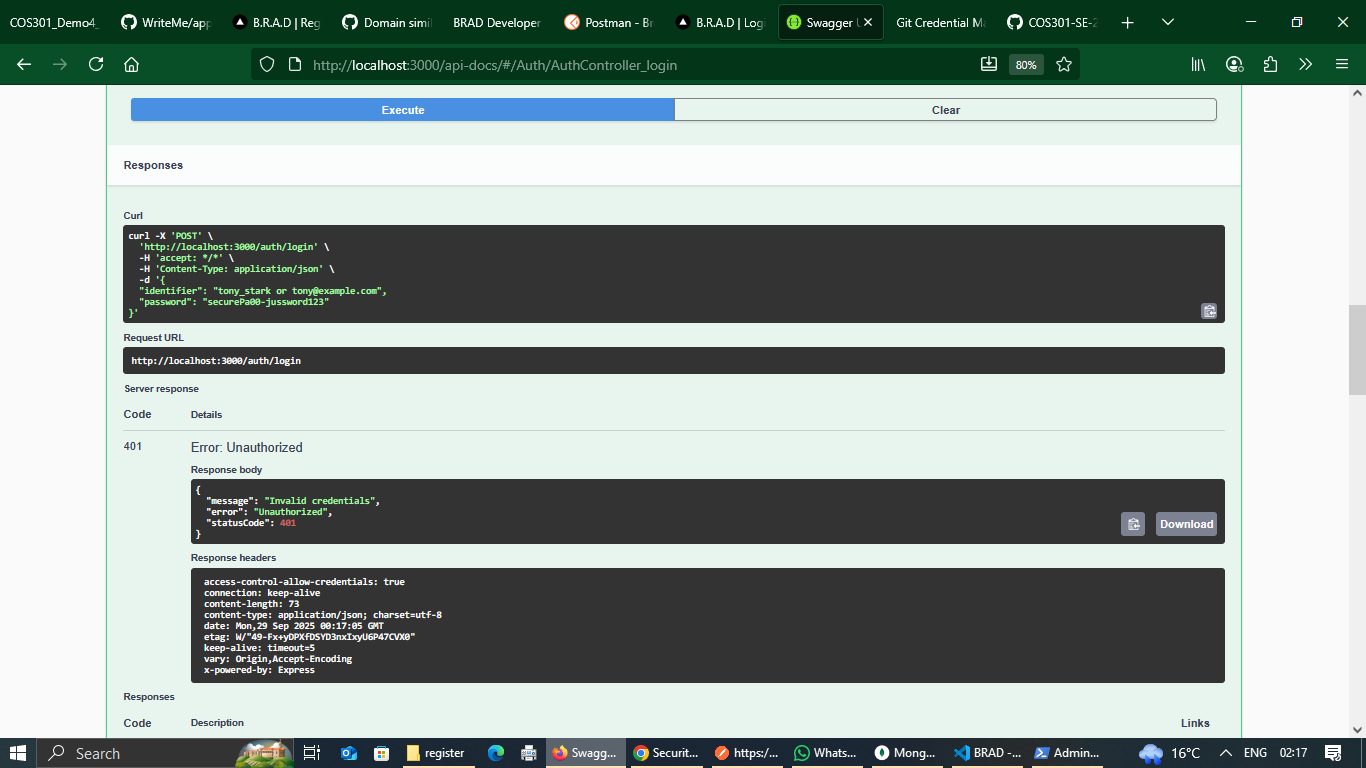 COS301_Demo4_
WriteMe/app
B.R.A.D | Reg
Domain simil
BRAD Developer
Postman - Br
B.R.A.D | Logi
Swagger U
Git Credential Ma
COS301-SE-2
http://localhost:3000/api-docs/#/Auth/AuthController_login
80%
Execute
Clear
Responses
Curl
curl -X 'POST' \
'http://localhost:3000/auth/login' \
-H 'accept: */*' \
-H 'Content-Type: application/json' \
-d '{
"identifier": "tony_stark or tony@example.com",
"password": "securePa00-jussword123"
}'
Request URL
http://localhost:3000/auth/login
Server response
Code
Details
401
Error: Unauthorized
Response body
{
"message": "Invalid credentials",
"error": "Unauthorized",
"statusCode": 401
}
Download
Response headers
access-control-allow-credentials: true
connection: keep-alive
content-length: 73
content-type: application/json; charset=utf-8
date: Mon,29 Sep 2025 00:17:05 GMT
etag: W/"49-Fx+yDPXfDSYD3nxIxyU6P47CVX0"
keep-alive: timeout=5
vary: Origin,Accept-Encoding
x-powered-by: Express
Responses
Code
Description
Links
Search
register
Swagg...
Securit...
https:/...
Whats...
Mong...
BRAD -...
Admin...
16°C
ENG
02:17